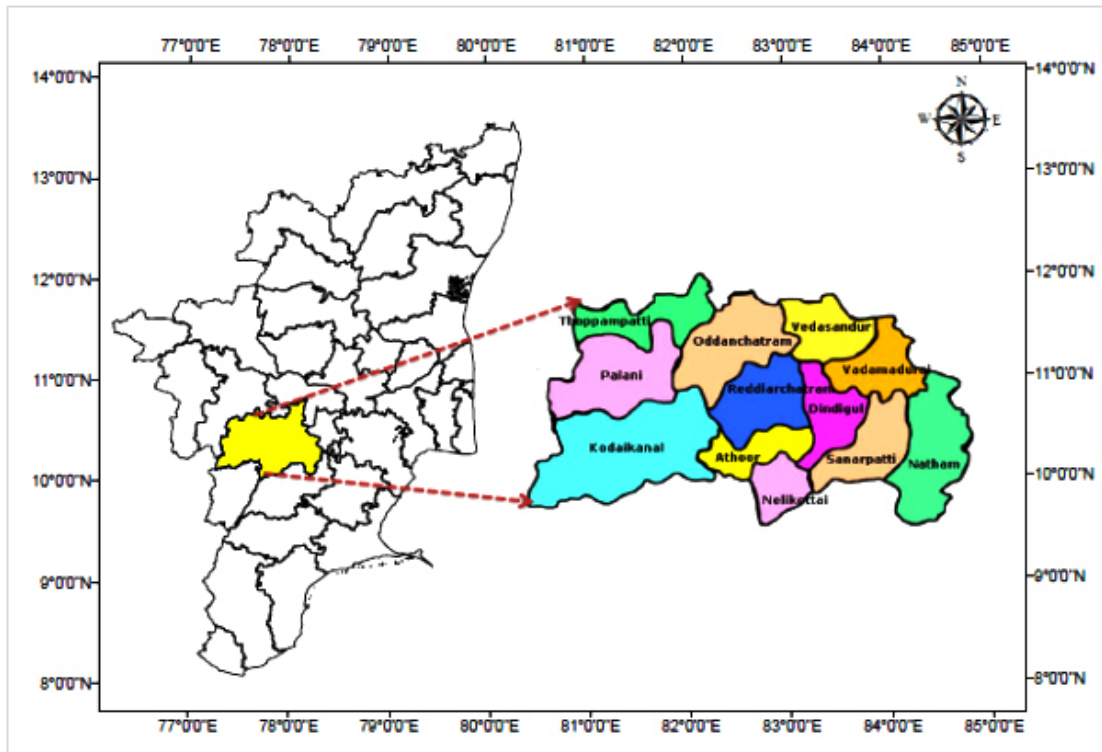 77°0'0"E 78°0'0"E 79°0'0"E 80°0'0"E 81°0'0"E 82°0'0"E 83°0'0"E 84°0'0"E 85°0'0"E
14°0'0"N
14°0'0"N
N
W E
S
13°0'0"N
13°0'0"N
12°0'0"N
12°0'0"N
Thoppampatti
Vedasandur
Oddanchatram
11°0'0"N
11°0'0"N
Palani
Vadamadurai
Reddiarchatram
Dindigul
Kodaikanal
Athoor
Sanarpatti
Natham
10°0'0"N
10°0'0"N
Nelikottai
9°0'0"N
9°0'0"N
8°0'0"N
8°0'0"N
77°0'0"E 78°0'0"E 79°0'0"E 80°0'0"E 81°0'0"E 82°0'0"E 83°0'0"E 84°0'0"E 85°0'0"E